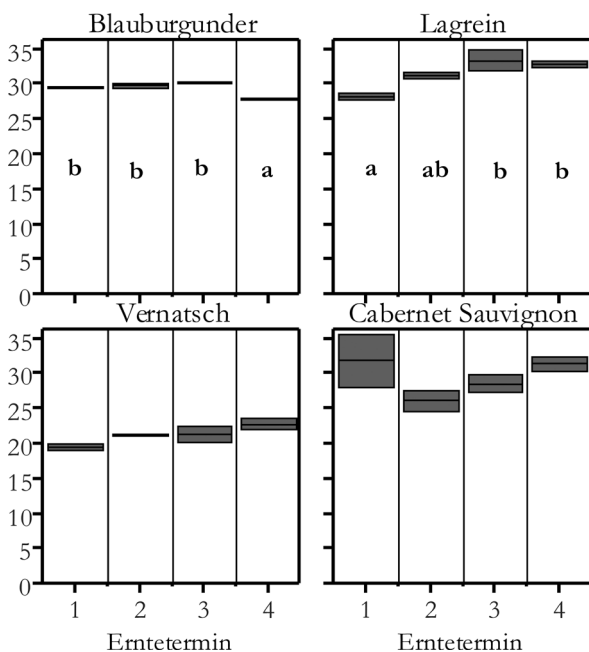 Blauburgunder Lagrein
35
30
25
20
15
10
5
0
b b b a
a ab b b
Vernatsch Cabernet Sauvignon
35
30
25
20
15
10
5
0
1 2 3 4 1 2 3 4
Erntetermin Erntetermin